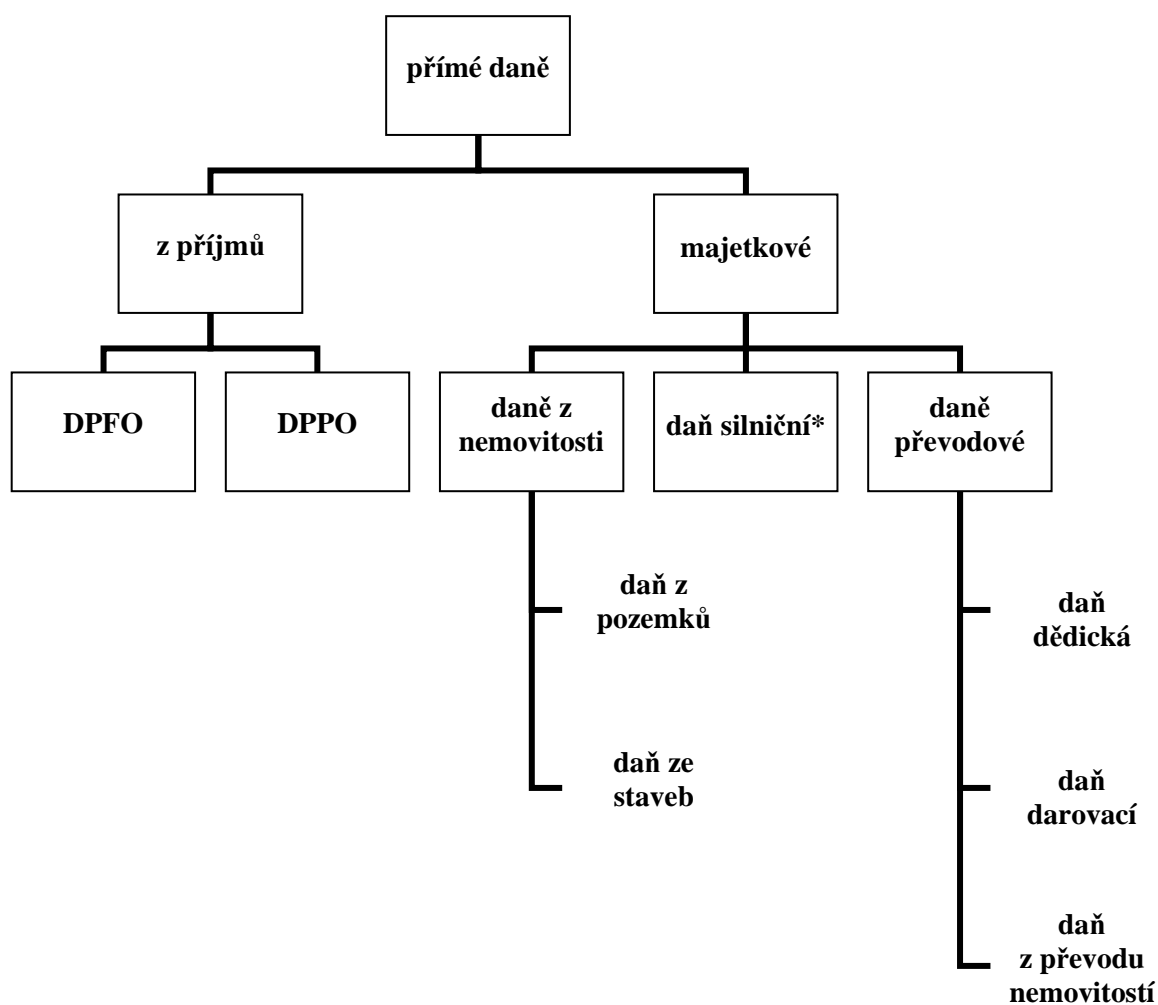 přímé daně
z příjmů
majetkové
DPFO
DPPO
daně z
nemovitosti
daň silniční*
daně
převodové
daň z
pozemků
daň ze
staveb
daň
dědická
daň
darovací
daň
z převodu
nemovitostí